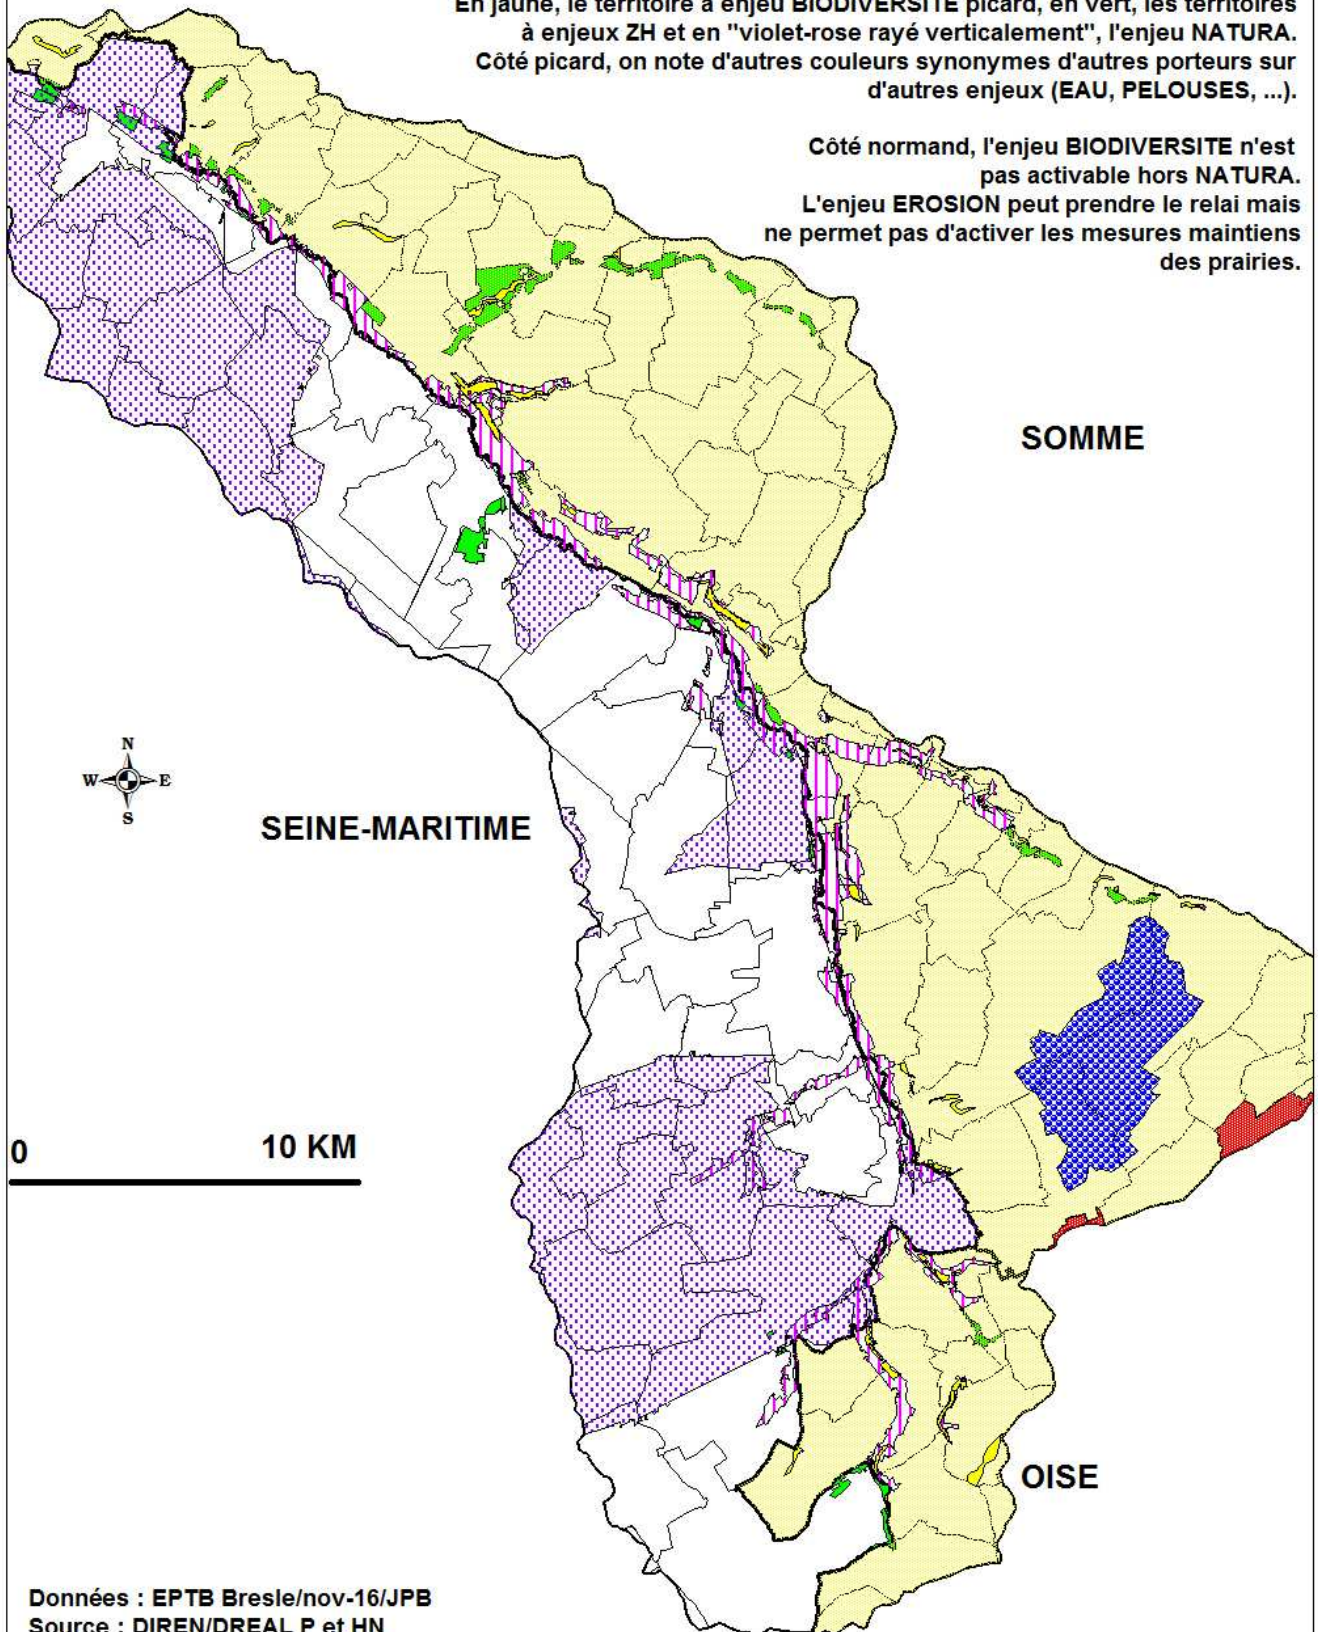 En jaune, le territoire à enjeu BIODIVERSITE picard, en vert, les territoires
à enjeux ZH et en "violet-rose rayé verticalement", l'enjeu NATURA.
Côté picard, on note d'autres couleurs synonymes d'autres porteurs sur
d'autres enjeux (EAU, PELOUSES, ...).
Côté normand, l'enjeu BIODIVERSITE n'est
pas activable hors NATURA.
L'enjeu EROSION peut prendre le relai mais
ne permet pas d'activer les mesures maintiens
des prairies.
SOMME
N
W E
S
SEINE-MARITIME
0 10 KM
OISE
Données : EPTB Bresle/nov-16/JPB
Source : DIREN/DREAL P et HN